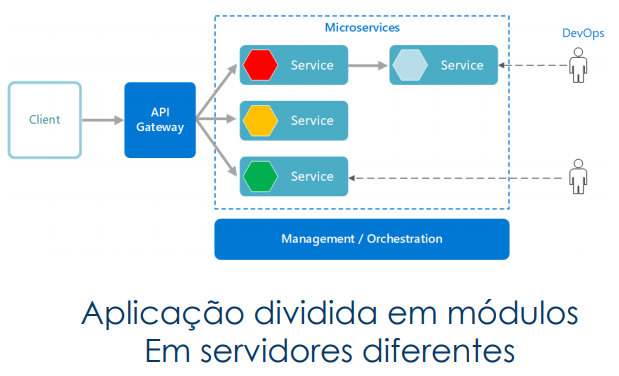 Microservices
DevOps
Service
Service
Client
API
Gateway
Service
Service
Management / Orchestration
Aplicação dividida em módulos
Em servidores diferentes